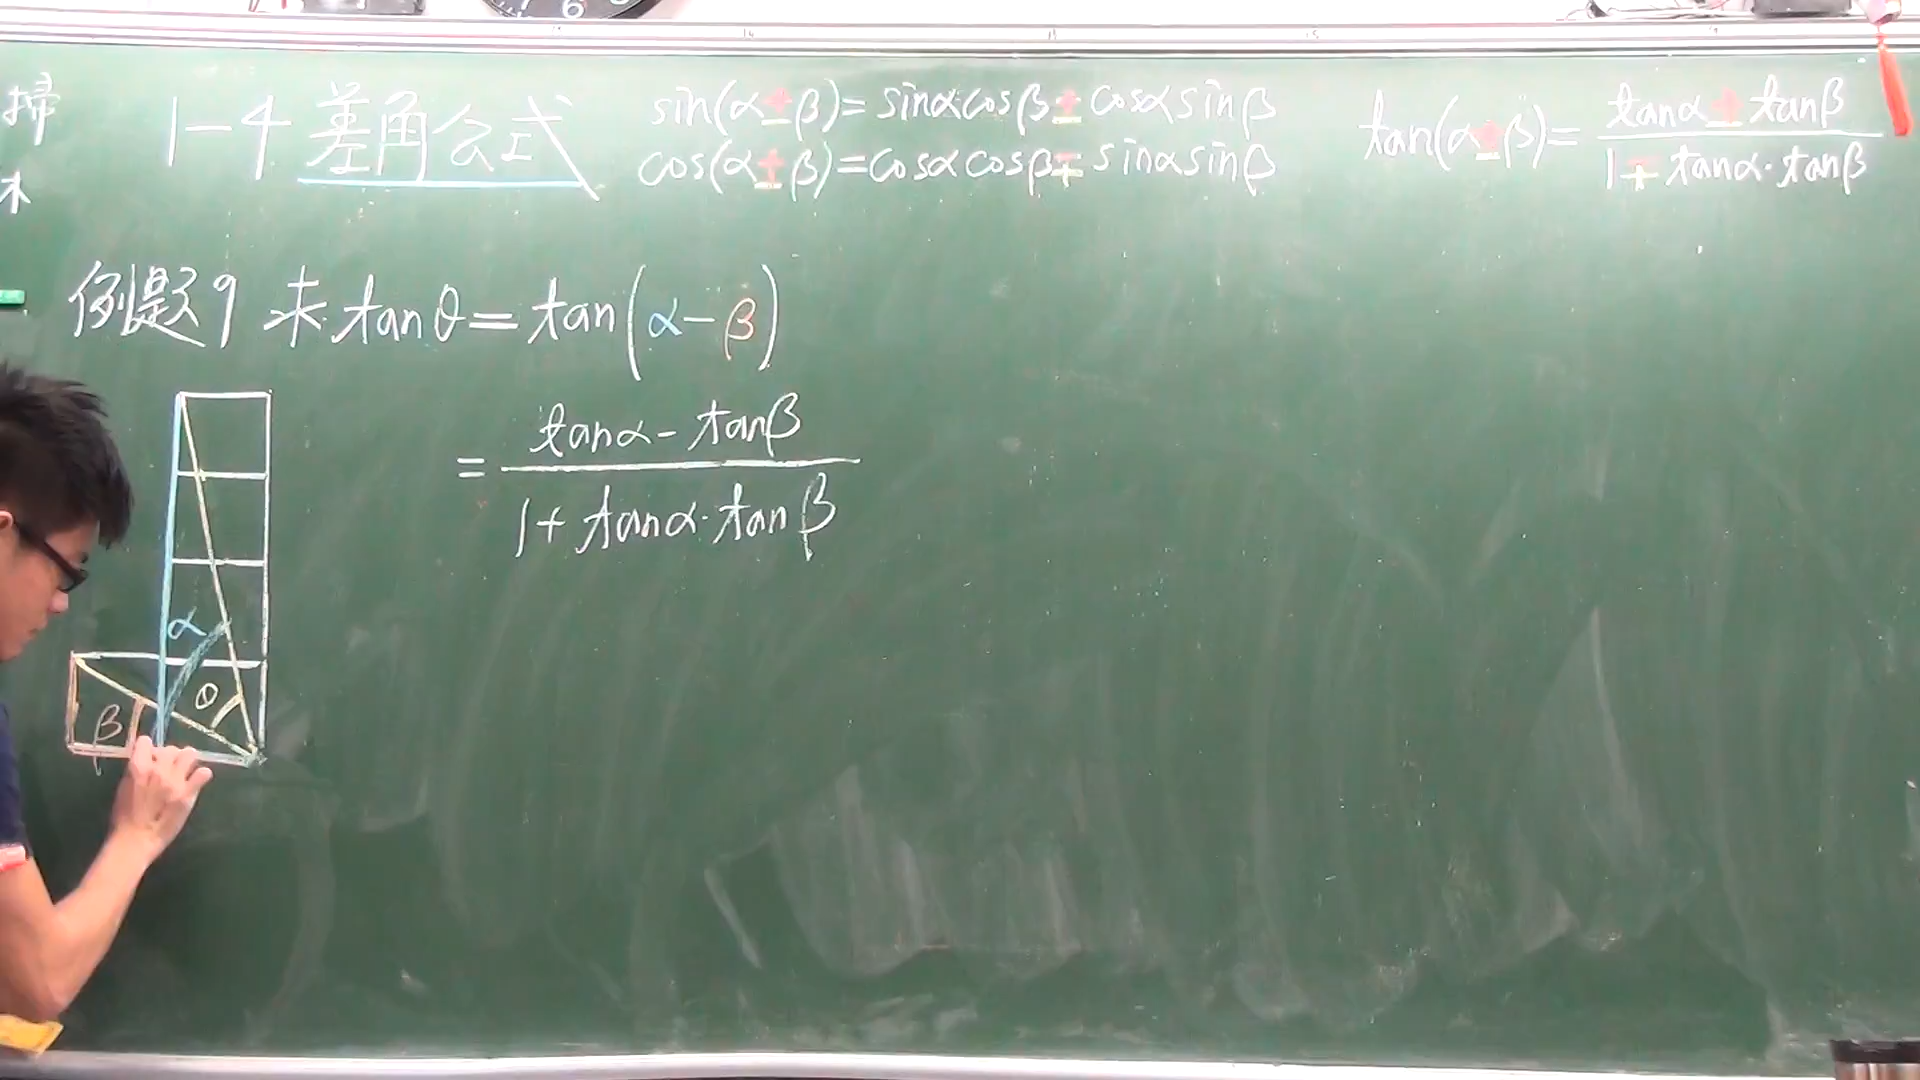 掃
木
1-4 差角公式
sin(α±β)=sinαcosβ±cosαsinβ
cos(α±β)=cosαcosβ∓sinαsinβ
tan(α±β)= tanα±tanβ / 1∓tanα·tanβ
例題9 求 tanθ=tan(α-β)
= tanα-tanβ / 1+tanα·tanβ
α
θ
β
6